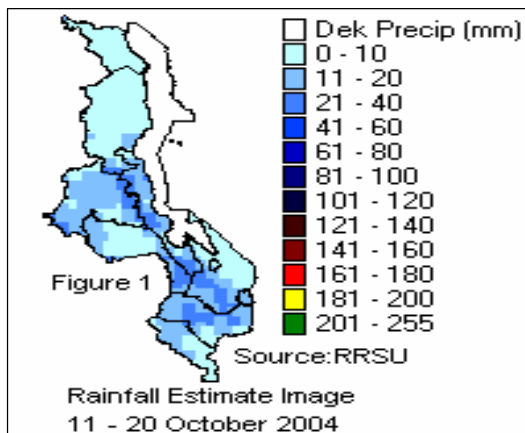 Dek Precip (mm)
0 - 10
11 - 20
21 - 40
41 - 60
61 - 80
81 - 100
101 - 120
121 - 140
141 - 160
161 - 180
181 - 200
201 - 255
Figure 1
Source:RRSU
Rainfall Estimate Image
11 - 20 October 2004